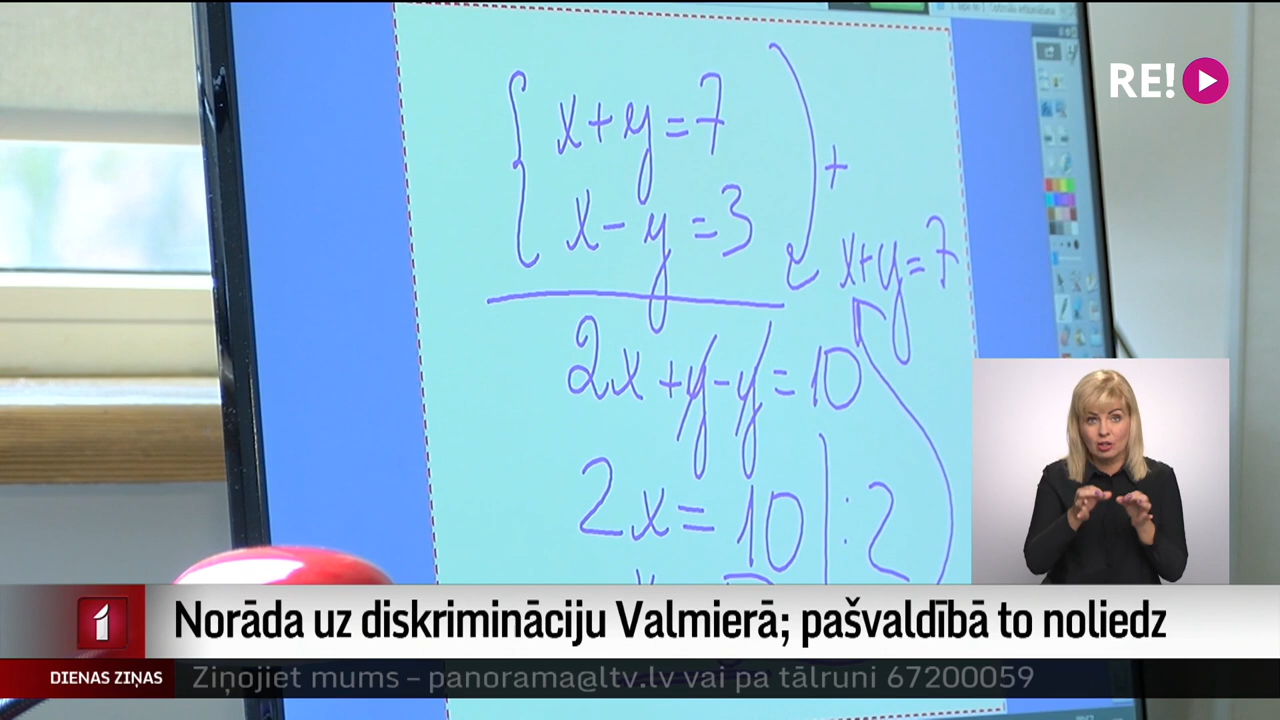 RE!
x+y=7
x-y=3
+
x+y=7
2x+y-y=10
2x=10|:2
1
Norāda uz diskrimināciju Valmierā; pašvaldībā to noliedz
DIENAS ZIŅAS
Ziņojiet mums – panorama@ltv.lv vai pa tālruni 67200059